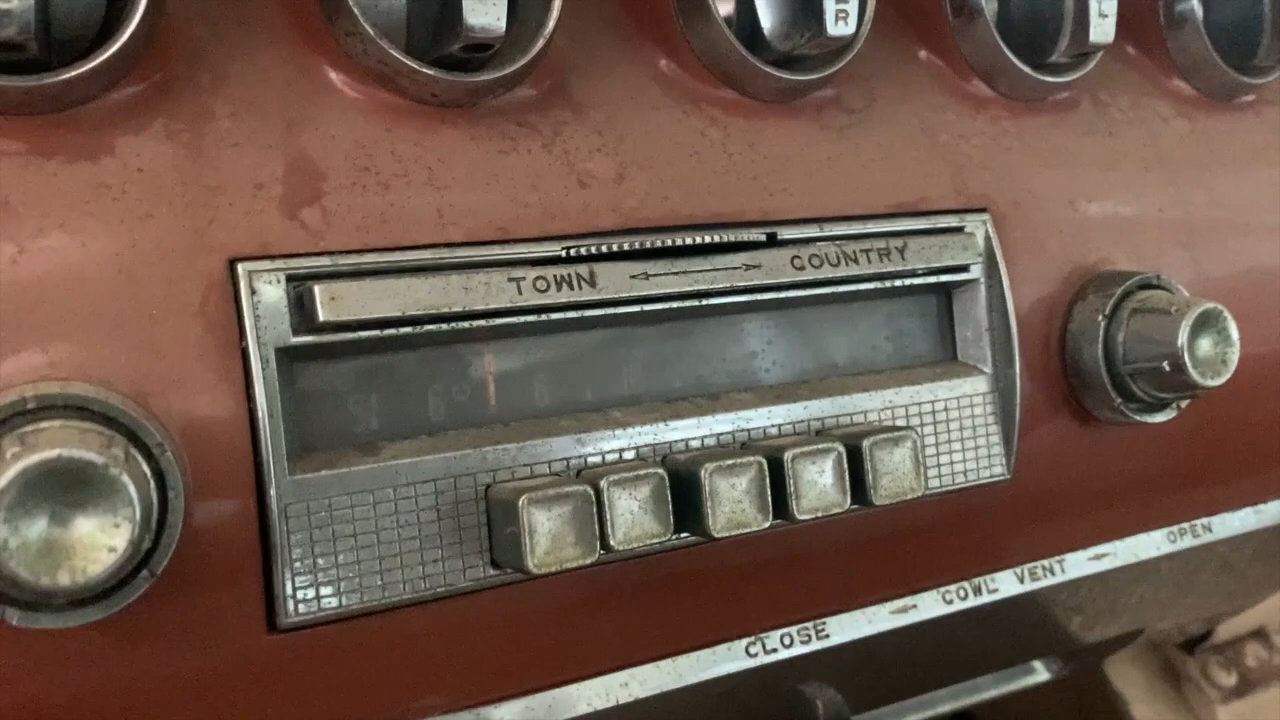 R
L
TOWN ←→ COUNTRY
CLOSE ← COWL VENT → OPEN